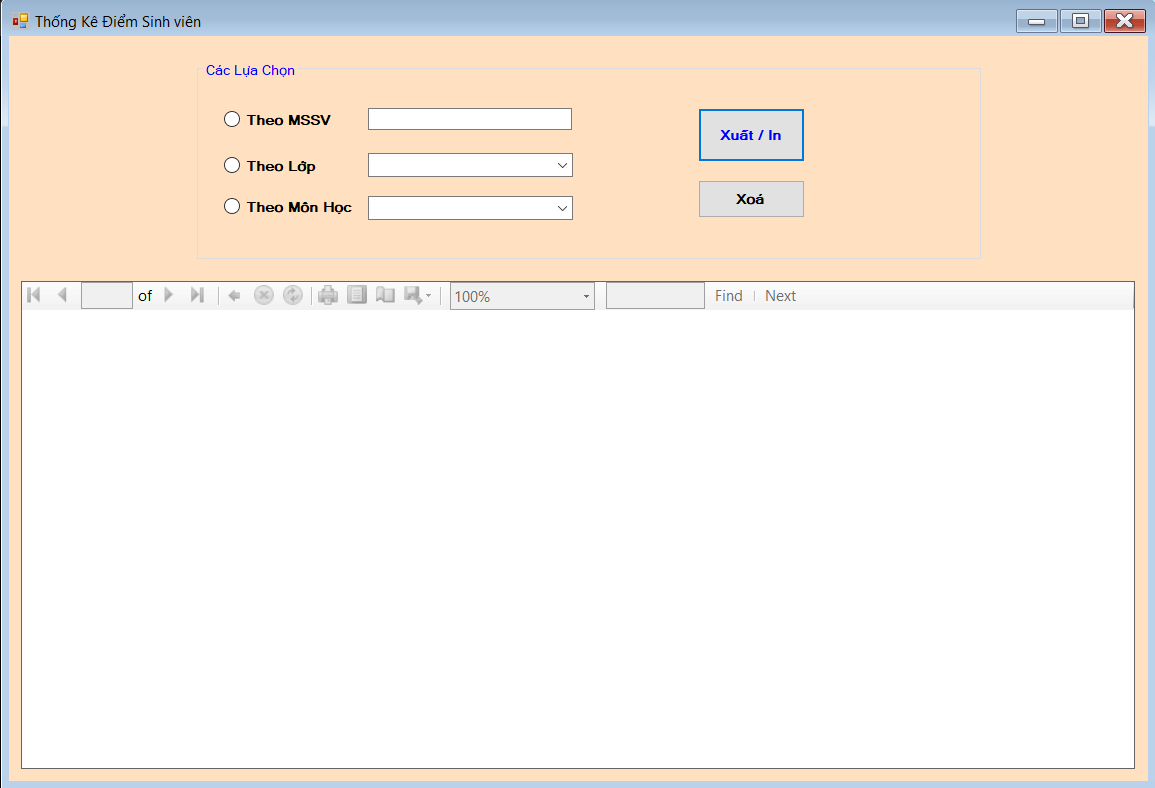 Thống Kê Điểm Sinh viên
Các Lựa Chọn
Theo MSSV
Xuất / In
Theo Lớp
Xoá
Theo Môn Học
of
100%
Find
Next